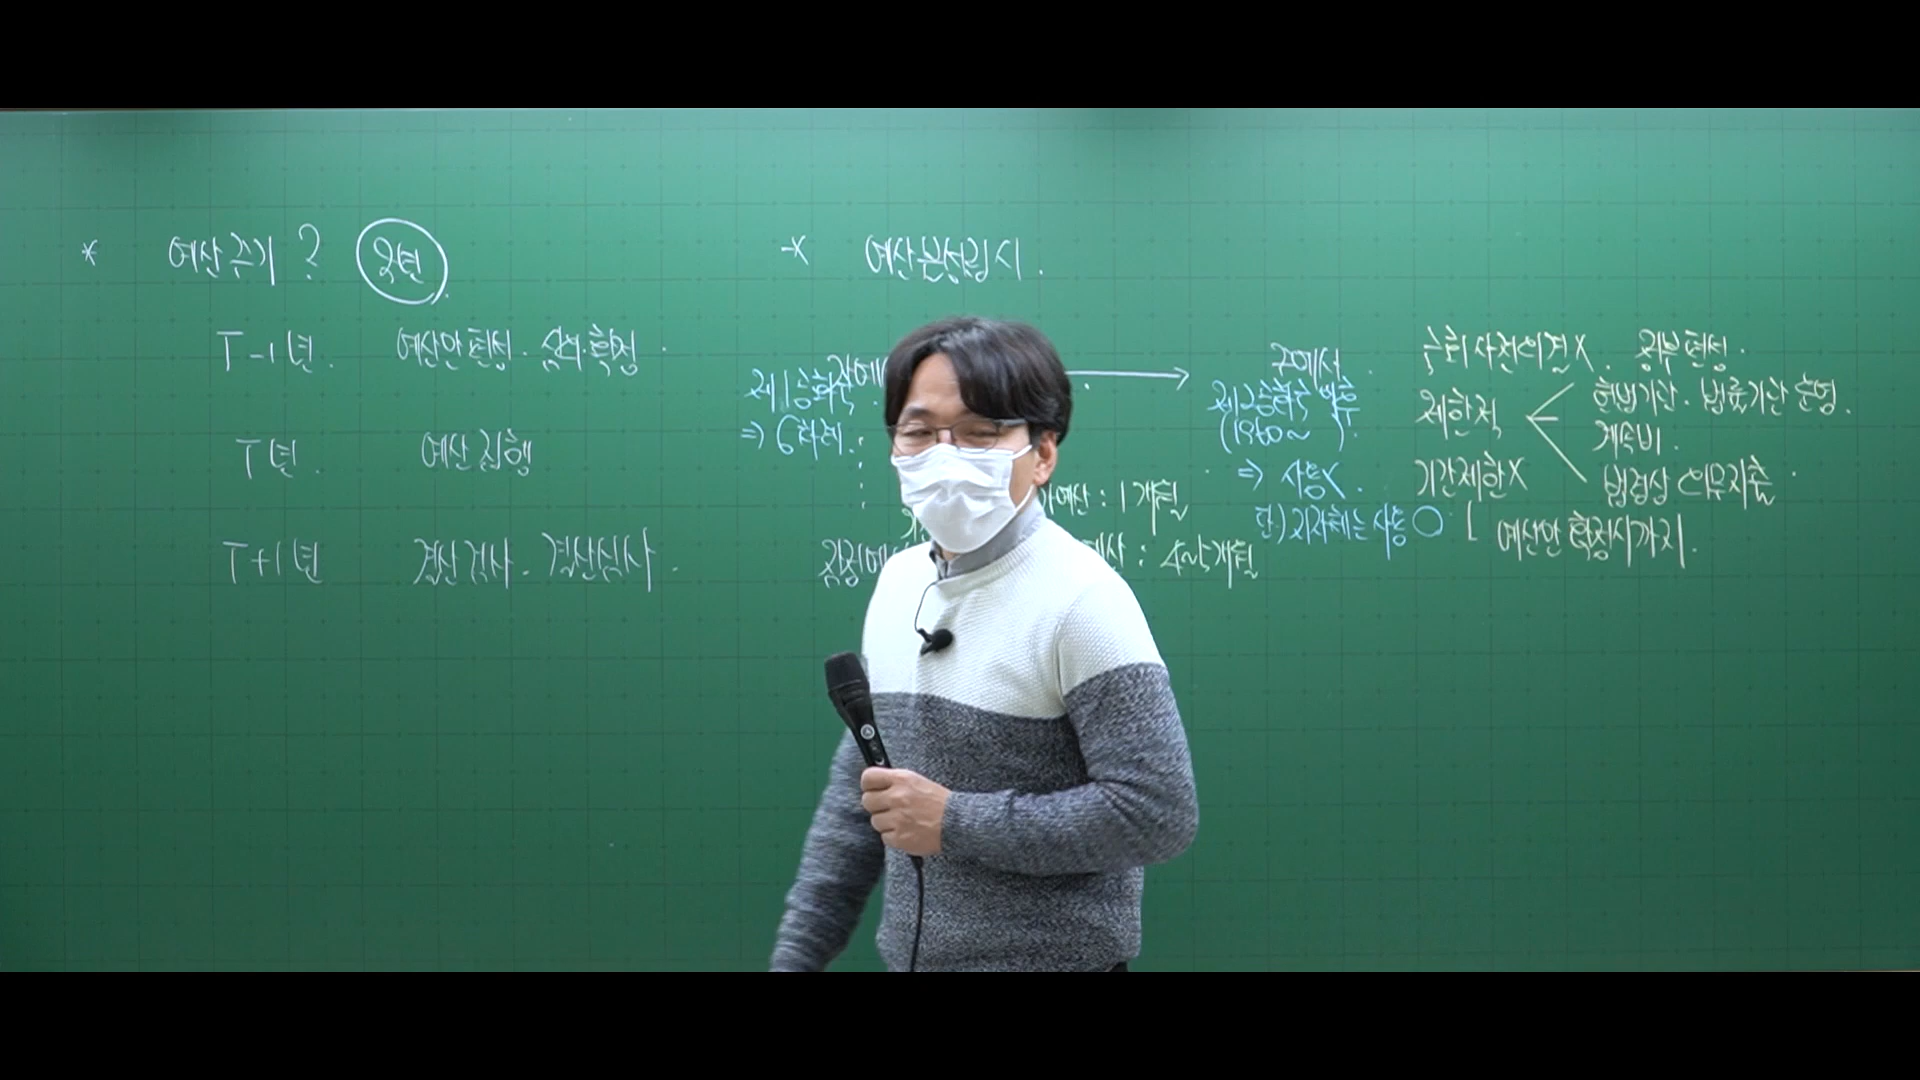 * 예산주기 ? 3년.
T-1년. 예산안편성. 심의·확정.
T년. 예산집행
T+1년 결산검사. 결산심사.
* 예산불성립시.
제1공화국.
⇒ 6차례.
가예산 : 1개월
잠정예산 : 4~5개월
준예산.
제2공화국 이후
(1960~ ).
⇒ 사용X.
단) 지자체는 사용 ○
국회 사전의결X. 정부편성.
제한적
헌법기관. 법률기관 운영.
계속비.
법령상 의무지출.
기간제한X
예산안 확정시까지.